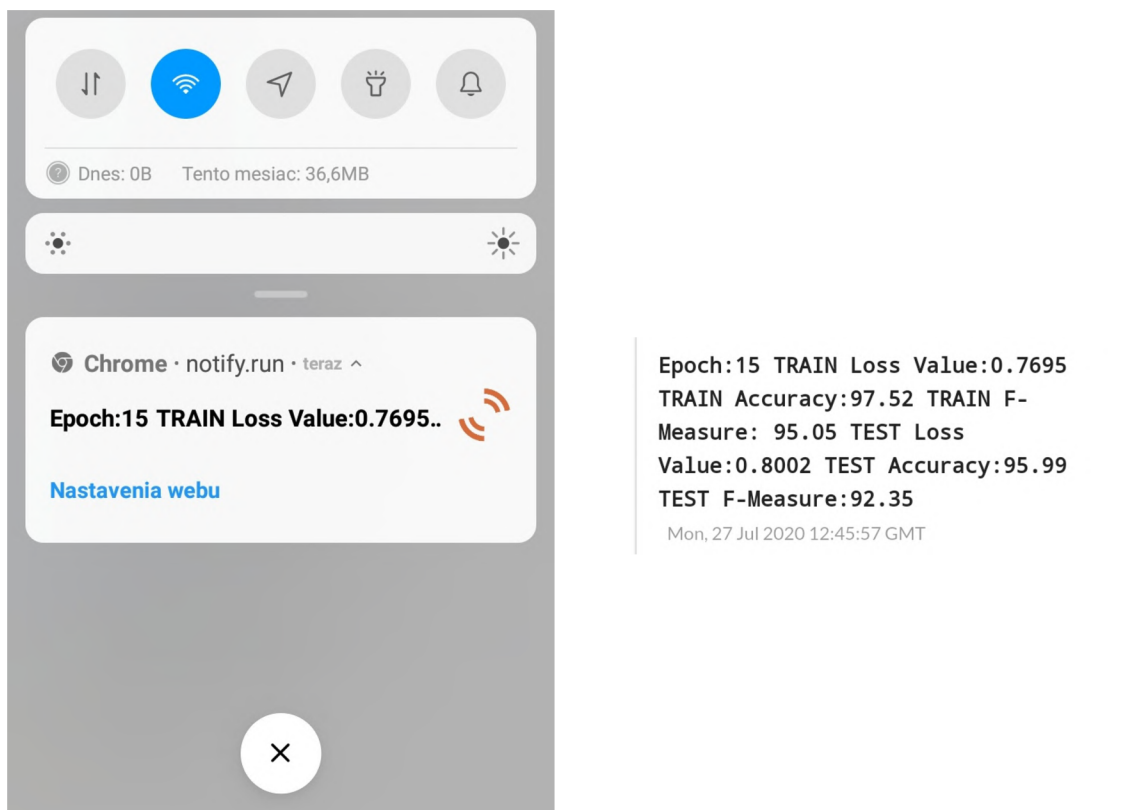 Dnes: 0B Tento mesiac: 36,6MB
Chrome · notify.run · teraz
Epoch:15 TRAIN Loss Value:0.7695..
Nastavenia webu
Epoch:15 TRAIN Loss Value:0.7695
TRAIN Accuracy:97.52 TRAIN F-
Measure: 95.05 TEST Loss
Value:0.8002 TEST Accuracy:95.99
TEST F-Measure:92.35
Mon, 27 Jul 2020 12:45:57 GMT